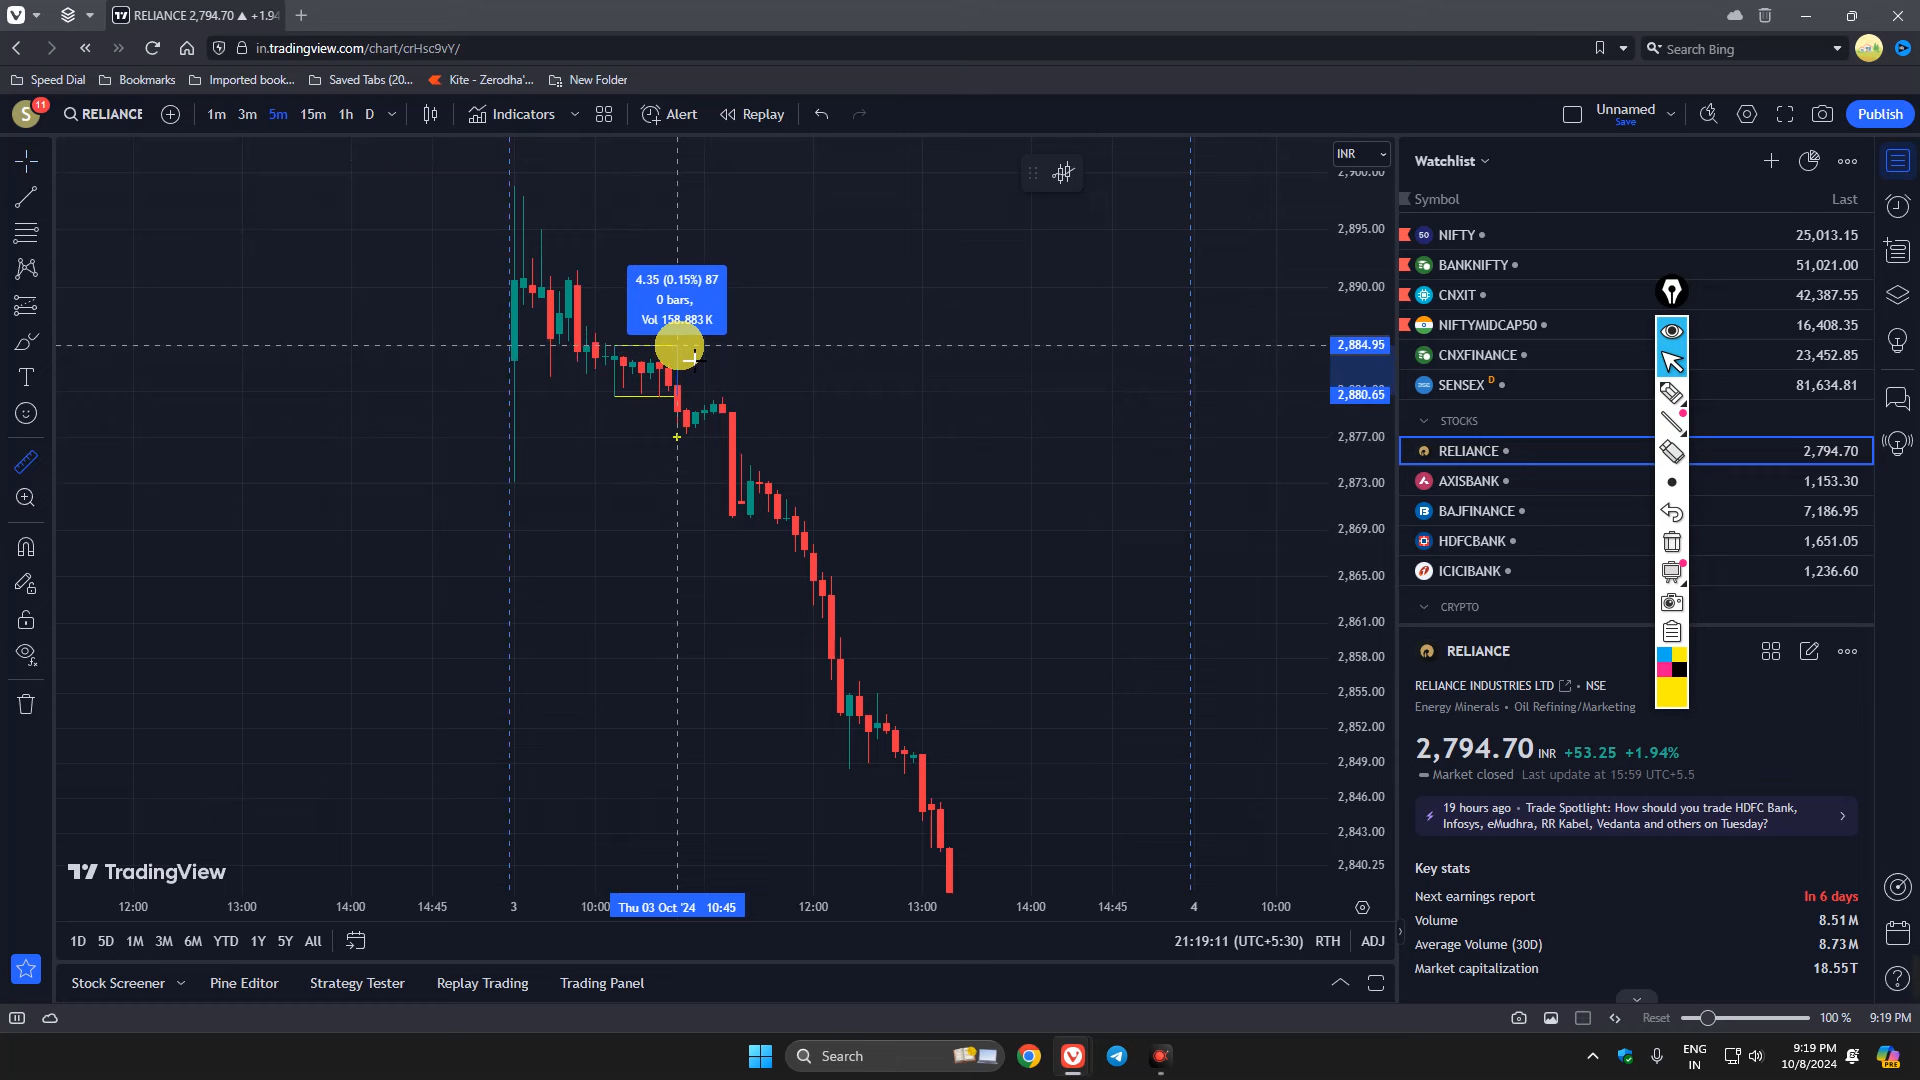 RELIANCE 2,794.70 ▲ +1.94
in.tradingview.com/chart/crHsc9vY/
Search Bing
Speed Dial
Bookmarks
Imported book...
Saved Tabs (20...
Kite - Zerodha'...
New Folder
S
11
RELIANCE
1m
3m
5m
15m
1h
D
Indicators
Alert
Replay
Unnamed
Save
Publish
INR
2,900.00
2,895.00
2,890.00
2,884.95
2,880.65
2,877.00
2,873.00
2,869.00
2,865.00
2,861.00
2,858.00
2,855.00
2,852.00
2,849.00
2,846.00
2,843.00
2,840.25
4.35 (0.15%) 87
0 bars,
Vol 158.883 K
TradingView
12:00
13:00
14:00
14:45
3
10:00
Thu 03 Oct '24 10:45
12:00
13:00
14:00
14:45
4
10:00
1D
5D
1M
3M
6M
YTD
1Y
5Y
All
21:19:11 (UTC+5:30)
RTH
ADJ
Stock Screener
Pine Editor
Strategy Tester
Replay Trading
Trading Panel
Watchlist
Symbol
Last
50 NIFTY 25,013.15
BANKNIFTY 51,021.00
CNXIT 42,387.55
NIFTYMIDCAP50 16,408.35
CNXFINANCE 23,452.85
SENSEX D 81,634.81
STOCKS
RELIANCE 2,794.70
AXISBANK 1,153.30
BAJFINANCE 7,186.95
HDFCBANK 1,651.05
ICICIBANK 1,236.60
CRYPTO
RELIANCE
RELIANCE INDUSTRIES LTD • NSE
Energy Minerals • Oil Refining/Marketing
2,794.70 INR +53.25 +1.94%
Market closed Last update at 15:59 UTC+5.5
19 hours ago • Trade Spotlight: How should you trade HDFC Bank,
Infosys, eMudhra, RR Kabel, Vedanta and others on Tuesday?
Key stats
Next earnings report In 6 days
Volume 8.51 M
Average Volume (30D) 8.73 M
Market capitalization 18.55 T
Reset
100 %
9:19 PM
Search
ENG
IN
9:19 PM
10/8/2024
PRE